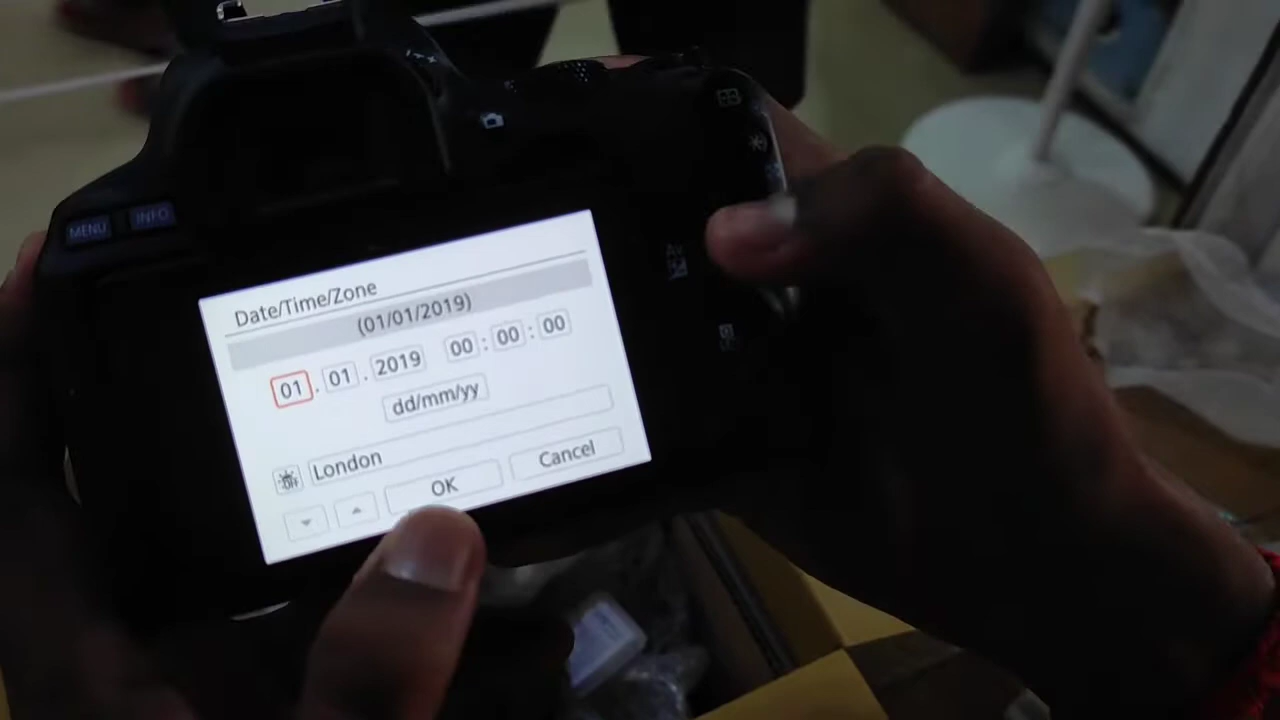 MENU INFO
Date/Time/Zone
(01/01/2019)
01 . 01 . 2019 00 : 00 : 00
dd/mm/yy
OFF London
OK Cancel